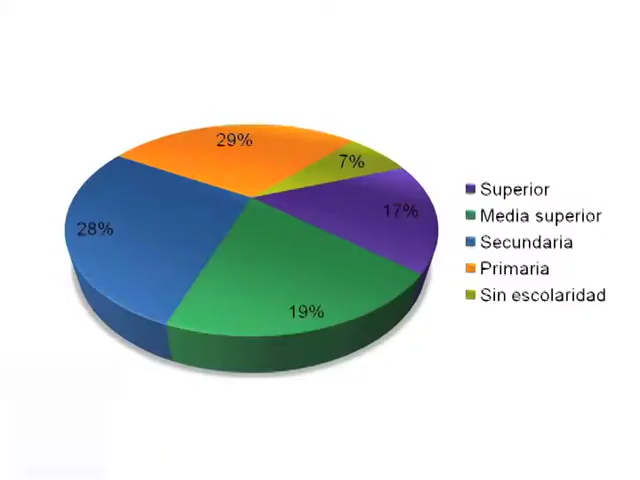 29%
7%
17%
28%
19%
Superior
Media superior
Secundaria
Primaria
Sin escolaridad